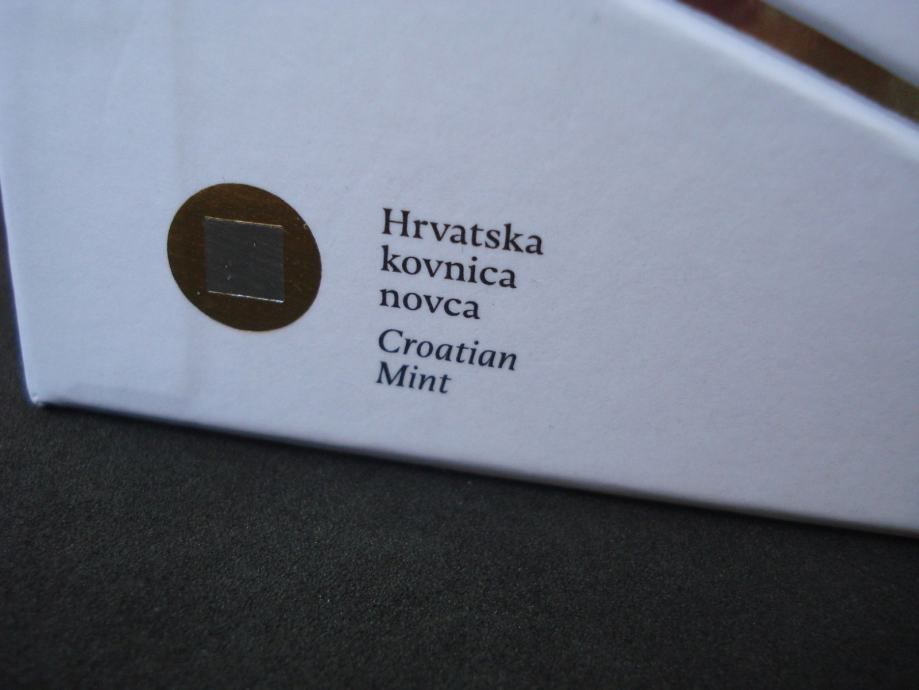 Hrvatska
kovnica
novca
Croatian
Mint